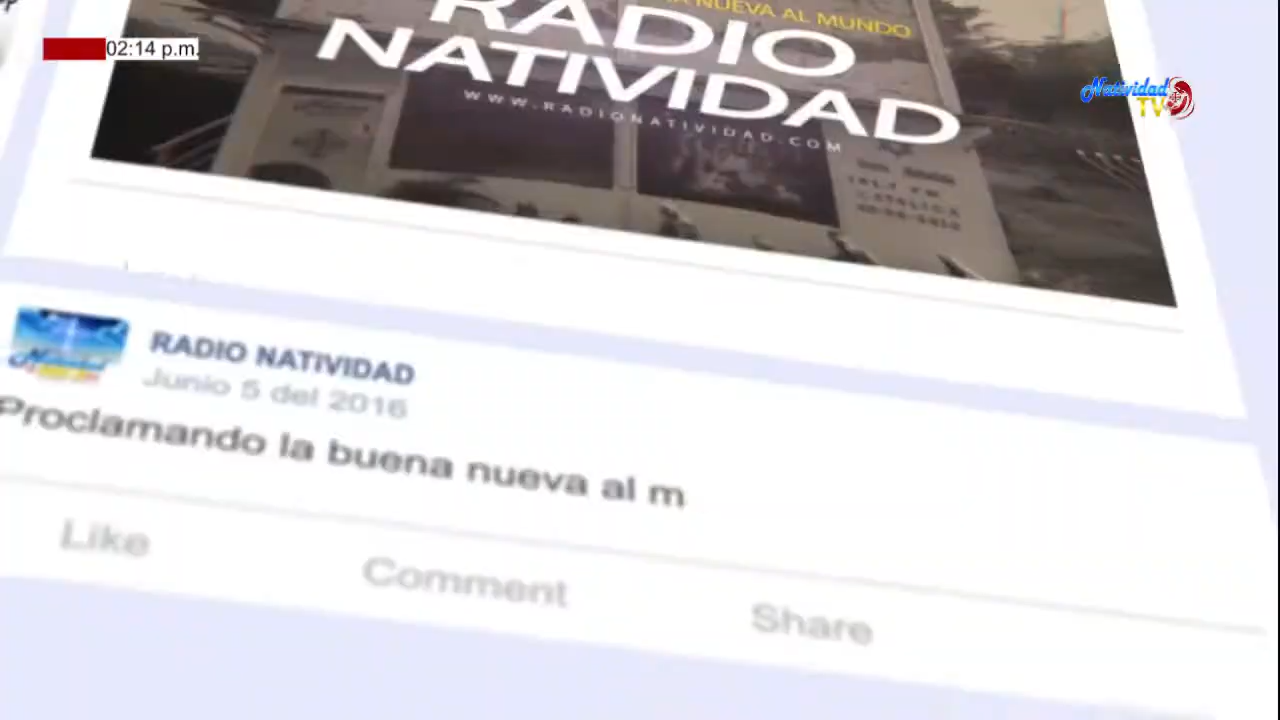 02:14 p.m.
NUEVA AL MUNDO
RADIO
NATIVIDAD
WWW.RADIONATIVIDAD.COM
Natividad
TV
RADIO NATIVIDAD
Junio 5 del 2016
Proclamando la buena nueva al m
Like
Comment
Share